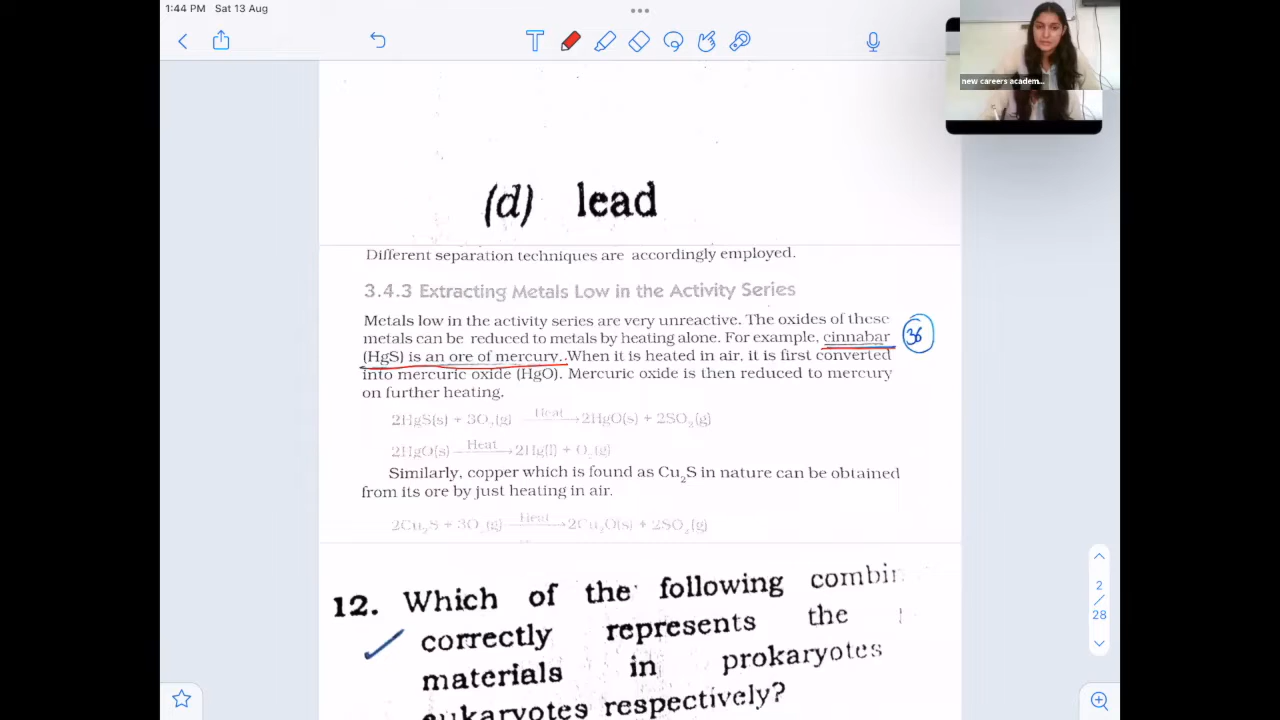 1:44 PM Sat 13 Aug
T
new careers academ...
(d) lead
Different separation techniques are accordingly employed.
3.4.3 Extracting Metals Low in the Activity Series
Metals low in the activity series are very unreactive. The oxides of these
metals can be reduced to metals by heating alone. For example, cinnabar
36
(HgS) is an ore of mercury. When it is heated in air, it is first converted
into mercuric oxide (HgO). Mercuric oxide is then reduced to mercury
on further heating.
2HgS(s) + 3O₂(g) Heat→ 2HgO(s) + 2SO₂(g)
2HgO(s) Heat→ 2Hg(l) + O₂(g)
Similarly, copper which is found as Cu₂S in nature can be obtained
from its ore by just heating in air.
2Cu₂S + 3O₂(g) Heat→ 2Cu₂O(s) + 2SO₂(g)
12. Which of the following combin
correctly represents the
materials in prokaryotes
eukaryotes respectively?
2
/
28